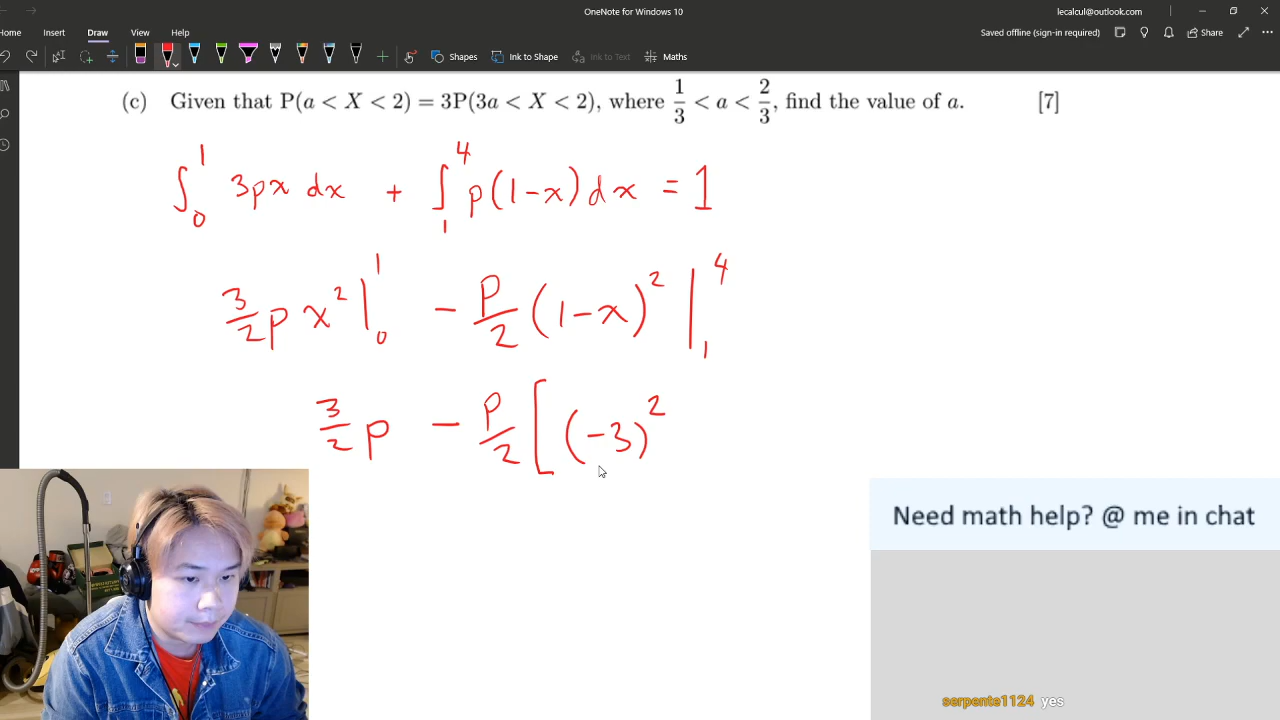 OneNote for Windows 10
lecalcul@outlook.com
Home Insert Draw View Help
Saved offline (sign-in required) Share
Shapes Ink to Shape Ink to Text Maths
(c) Given that P(a < X < 2) = 3P(3a < X < 2), where 1/3 < a < 2/3, find the value of a. [7]
∫₀¹ 3px dx + ∫₁⁴ p(1-x)dx = 1
3/2 p x² |₀¹ - p/2 (1-x)² |₁⁴
3/2 p - p/2 [(-3)²
Need math help? @ me in chat
serpente1124 yes